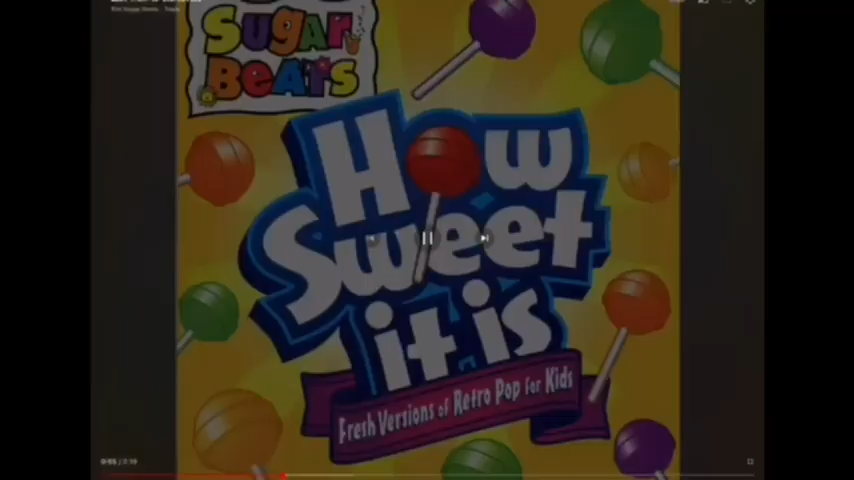 Sugar
Beats
How
Sweet
it is
Fresh Versions of Retro Pop for Kids